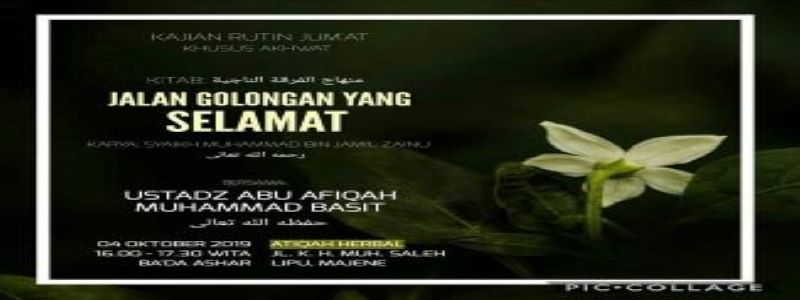 KAJIAN RUTIN JUM'AT
KHUSUS AKHWAT
KITAB: منهاج الفرقة الناجية
JALAN GOLONGAN YANG
SELAMAT
KARYA: SYAIKH MUHAMMAD BIN JAMIL ZAINU
رحمه الله تعالى
BERSAMA:
USTADZ ABU AFIQAH
MUHAMMAD BASIT
حفظه الله تعالى
04 OKTOBER 2019 ATIQAH HERBAL
16.00 - 17.30 WITA JL. K. H. MUH. SALEH
BA'DA ASHAR LIPU, MAJENE
PIC•COLLAGE